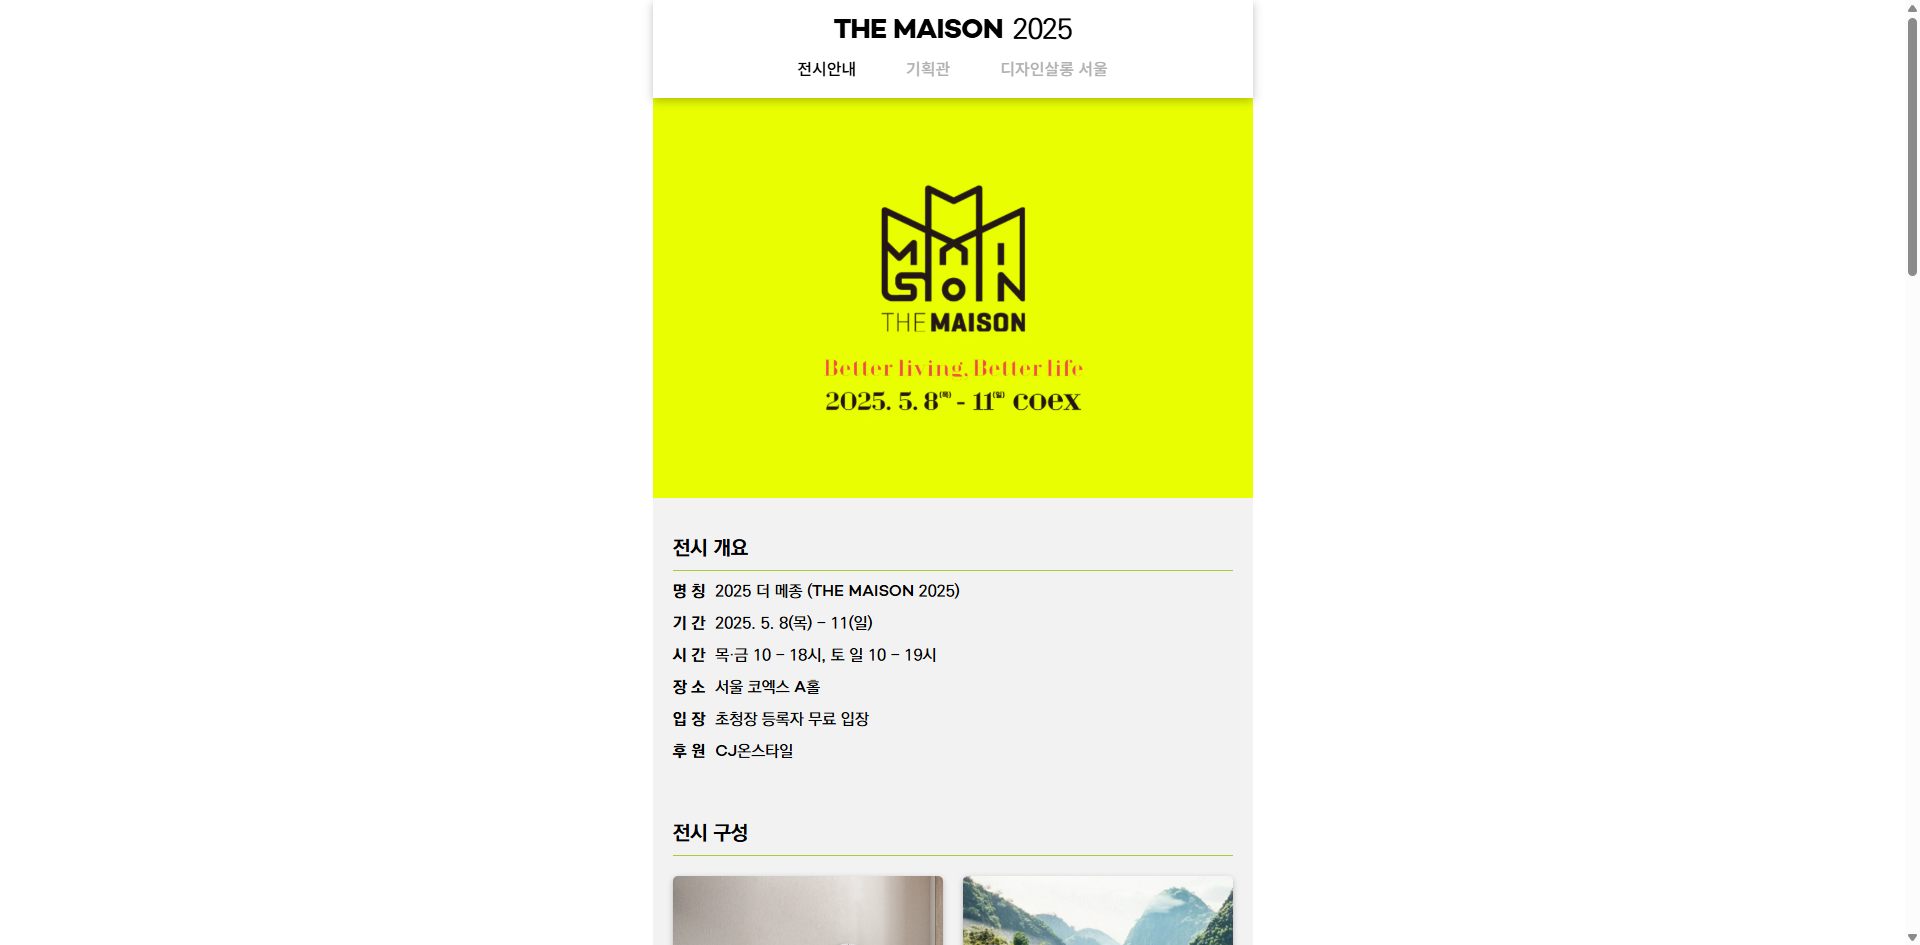 THE MAISON 2025
전시안내 기획관 디자인살롱 서울
MAISON
THE MAISON
Better living, Better life
2025. 5. 8(목) - 11(일) coex
전시 개요
명 칭 2025 더 메종 (THE MAISON 2025)
기 간 2025. 5. 8(목) – 11(일)
시 간 목·금 10 – 18시, 토 일 10 – 19시
장 소 서울 코엑스 A홀
입 장 초청장 등록자 무료 입장
후 원 CJ온스타일
전시 구성